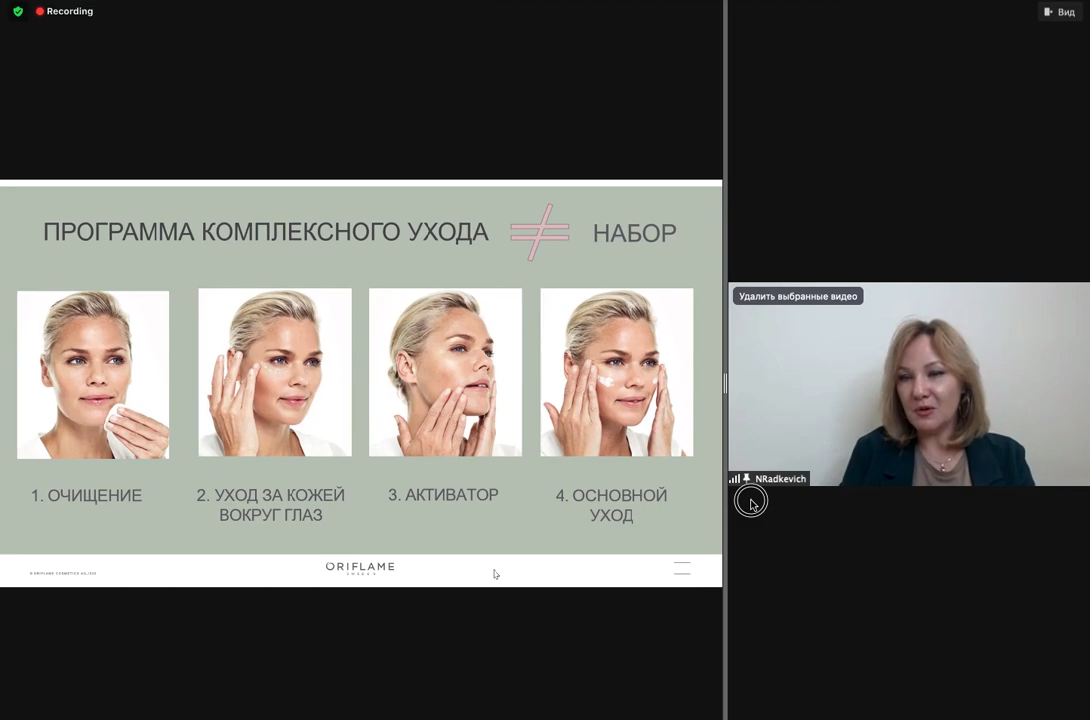 Recording
Вид
ПРОГРАММА КОМПЛЕКСНОГО УХОДА ≠ НАБОР
1. ОЧИЩЕНИЕ
2. УХОД ЗА КОЖЕЙ
ВОКРУГ ГЛАЗ
3. АКТИВАТОР
4. ОСНОВНОЙ
УХОД
ORIFLAME
SWEDEN
Удалить выбранные видео
NRadkevich